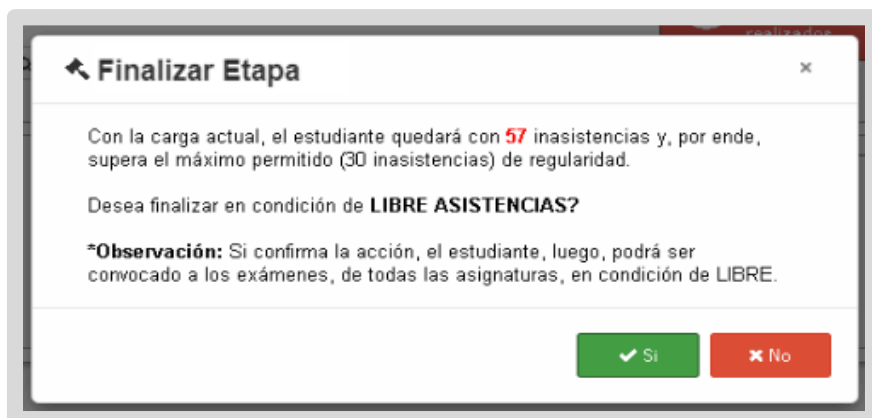 realizados
Finalizar Etapa
×
Con la carga actual, el estudiante quedará con 57 inasistencias y, por ende,
supera el máximo permitido (30 inasistencias) de regularidad.
Desea finalizar en condición de LIBRE ASISTENCIAS?
*Observación: Si confirma la acción, el estudiante, luego, podrá ser
convocado a los exámenes, de todas las asignaturas, en condición de LIBRE.
Si
No